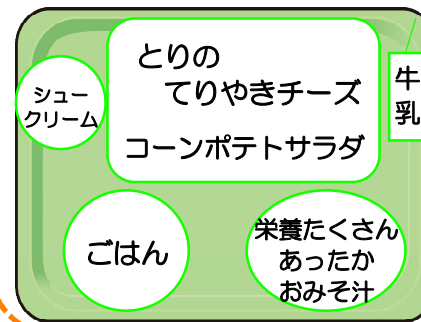 とりの
てりやきチーズ
コーンポテトサラダ
シュー
クリーム
牛
乳
ごはん
栄養たくさん
あったか
おみそ汁